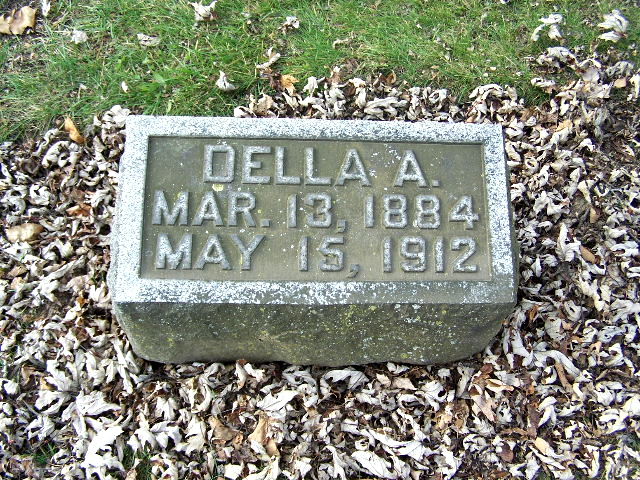 DELLA A.
MAR. 13, 1884
MAY 15, 1912